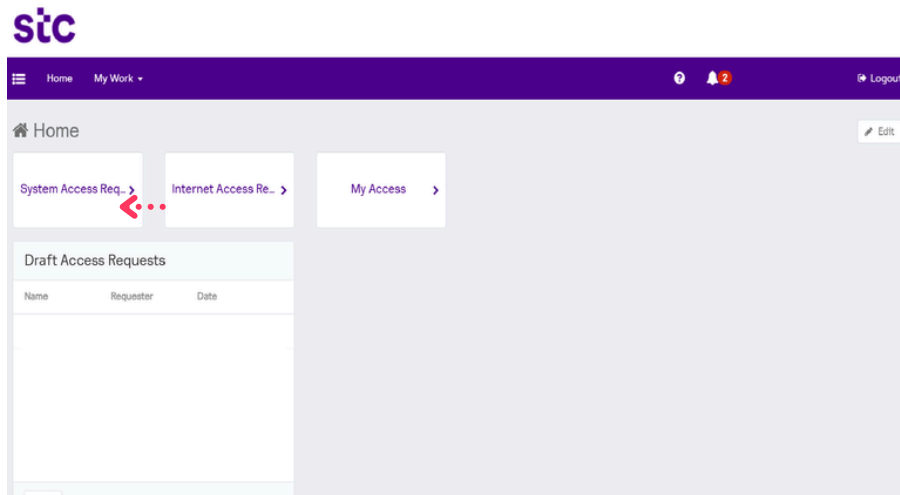 stc
Home My Work 2 Logout
Home Edit
System Access Req... Internet Access Re... My Access
Draft Access Requests
Name Requester Date